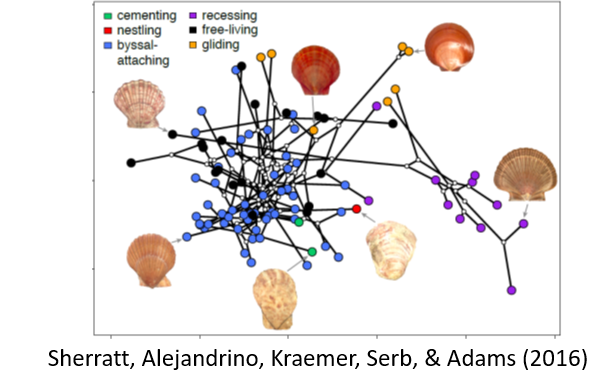 cementing recessing
nestling free-living
byssal- gliding
attaching
Sherratt, Alejandrino, Kraemer, Serb, & Adams (2016)